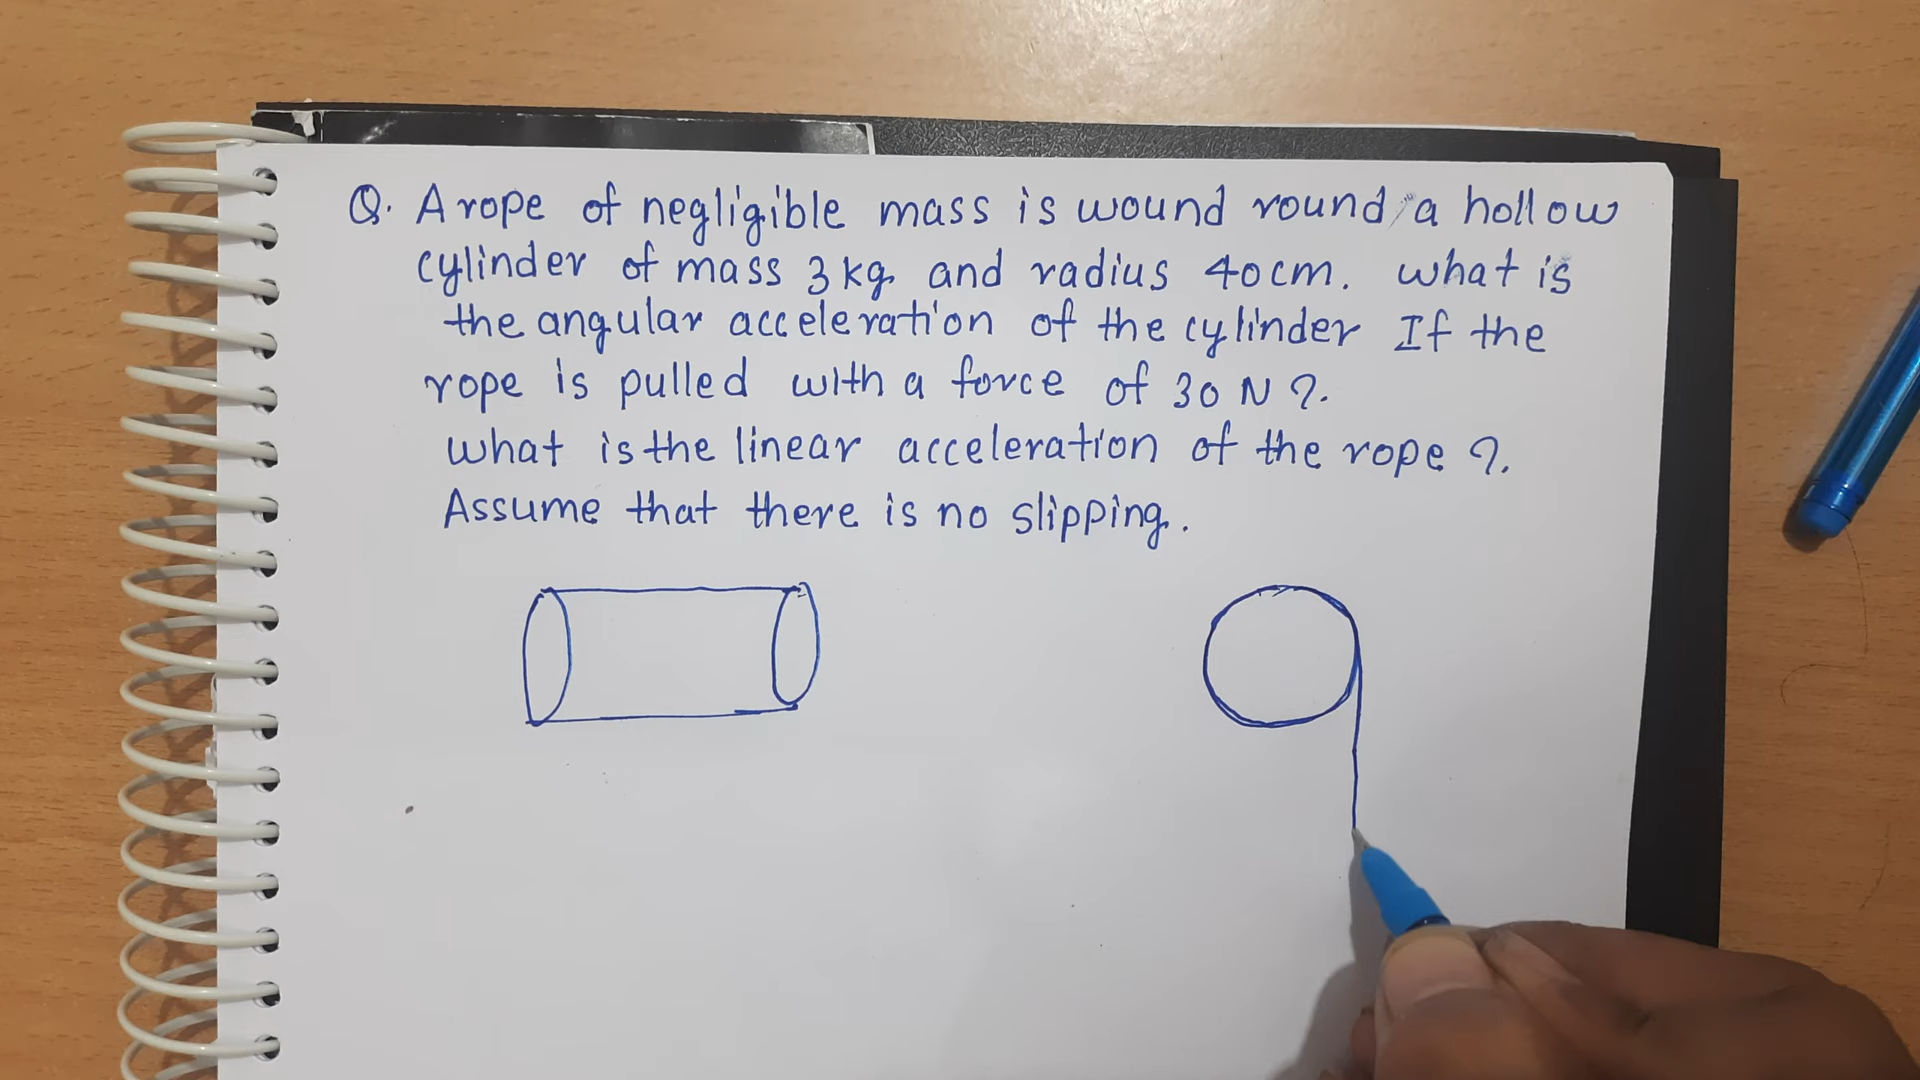 Q. A rope of negligible mass is wound round a hollow
cylinder of mass 3 kg and radius 40 cm. what is
the angular acceleration of the cylinder If the
rope is pulled with a force of 30 N ?.
what is the linear acceleration of the rope ?.
Assume that there is no slipping.